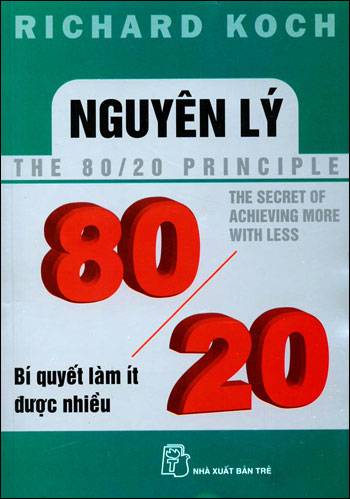 RICHARD KOCH
NGUYÊN LÝ
THE 80/20 PRINCIPLE
THE SECRET OF
ACHIEVING MORE
WITH LESS
80/20
Bí quyết làm ít
được nhiều
T
NHÀ XUẤT BẢN TRẺ